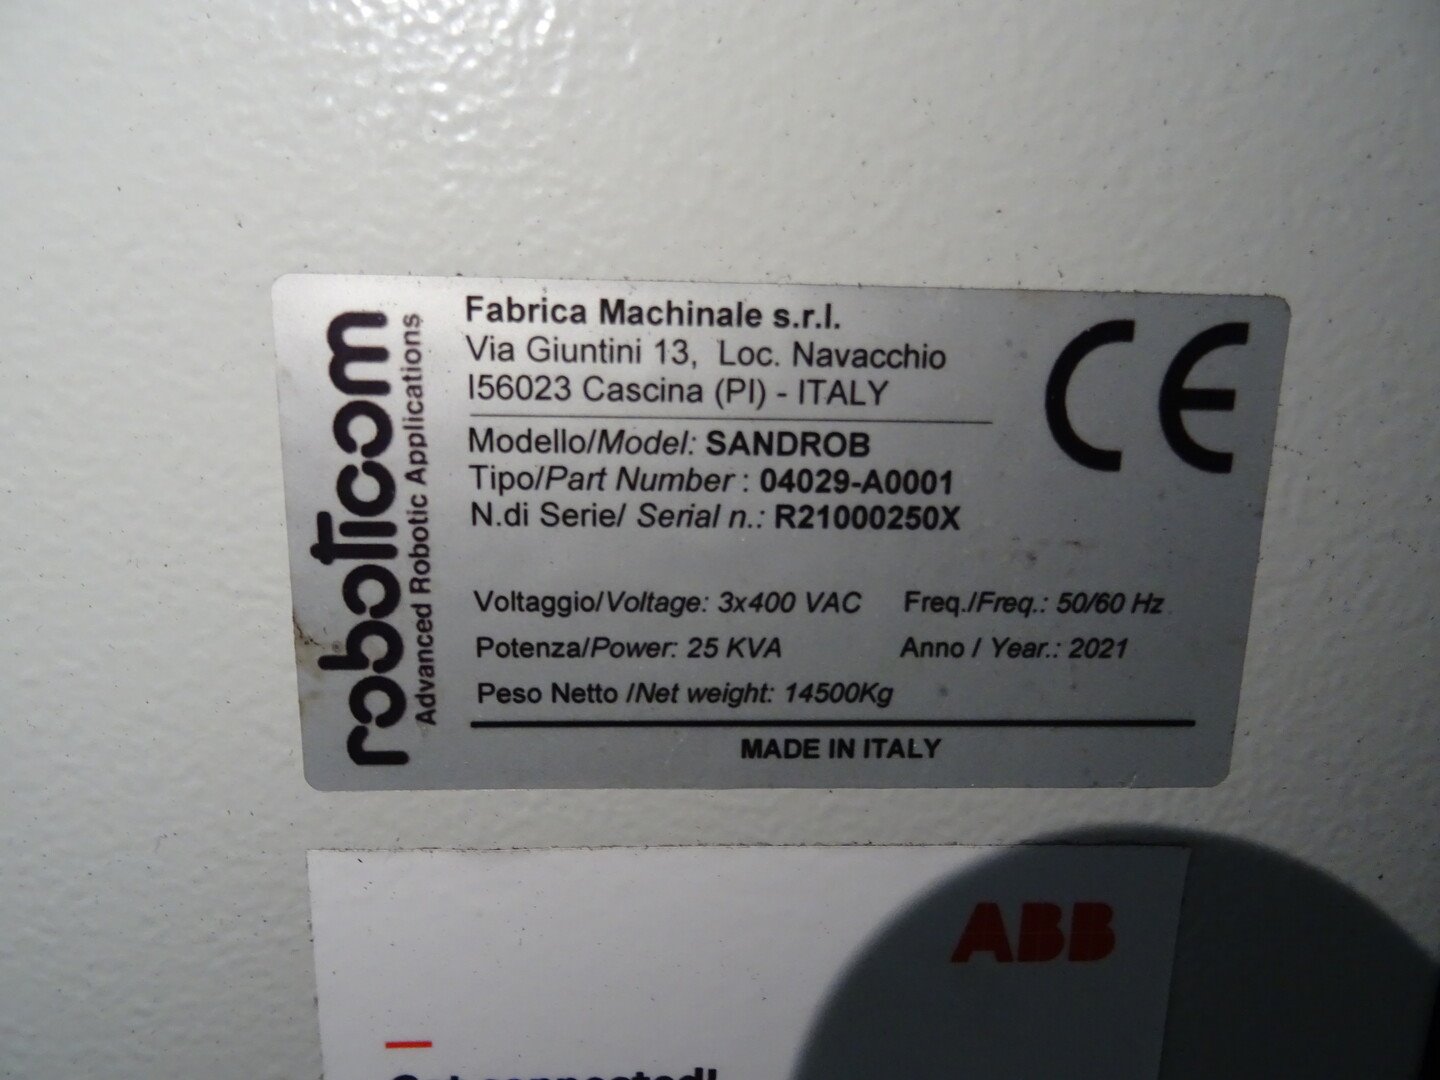 roboticom
Advanced Robotic Applications
Fabrica Machinale s.r.l.
Via Giuntini 13, Loc. Navacchio
I56023 Cascina (PI) - ITALY
CE
Modello/Model: SANDROB
Tipo/Part Number : 04029-A0001
N.di Serie/ Serial n.: R21000250X
Voltaggio/Voltage: 3x400 VAC Freq./Freq.: 50/60 Hz
Potenza/Power: 25 KVA Anno / Year.: 2021
Peso Netto /Net weight: 14500Kg
MADE IN ITALY
ABB
Get connected!